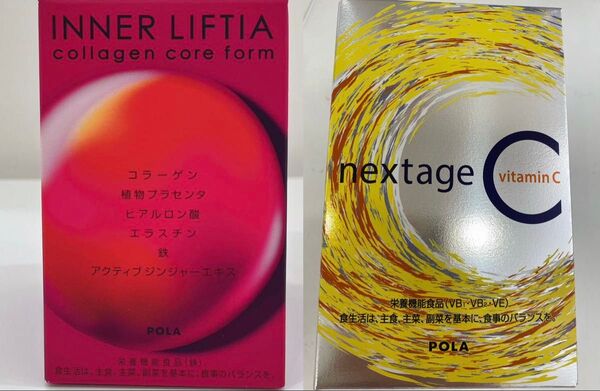 INNER LIFTIA
collagen core form
コラーゲン
植物プラセンタ
ヒアルロン酸
エラスチン
鉄
アクティブジンジャーエキス
POLA
栄養機能食品(鉄)
食生活は、主食、主菜、副菜を基本に、食事のバランスを。
nextage C
vitamin C
栄養機能食品(VB1・VB2・VE)
食生活は、主食、主菜、副菜を基本に、食事のバランスを。
POLA